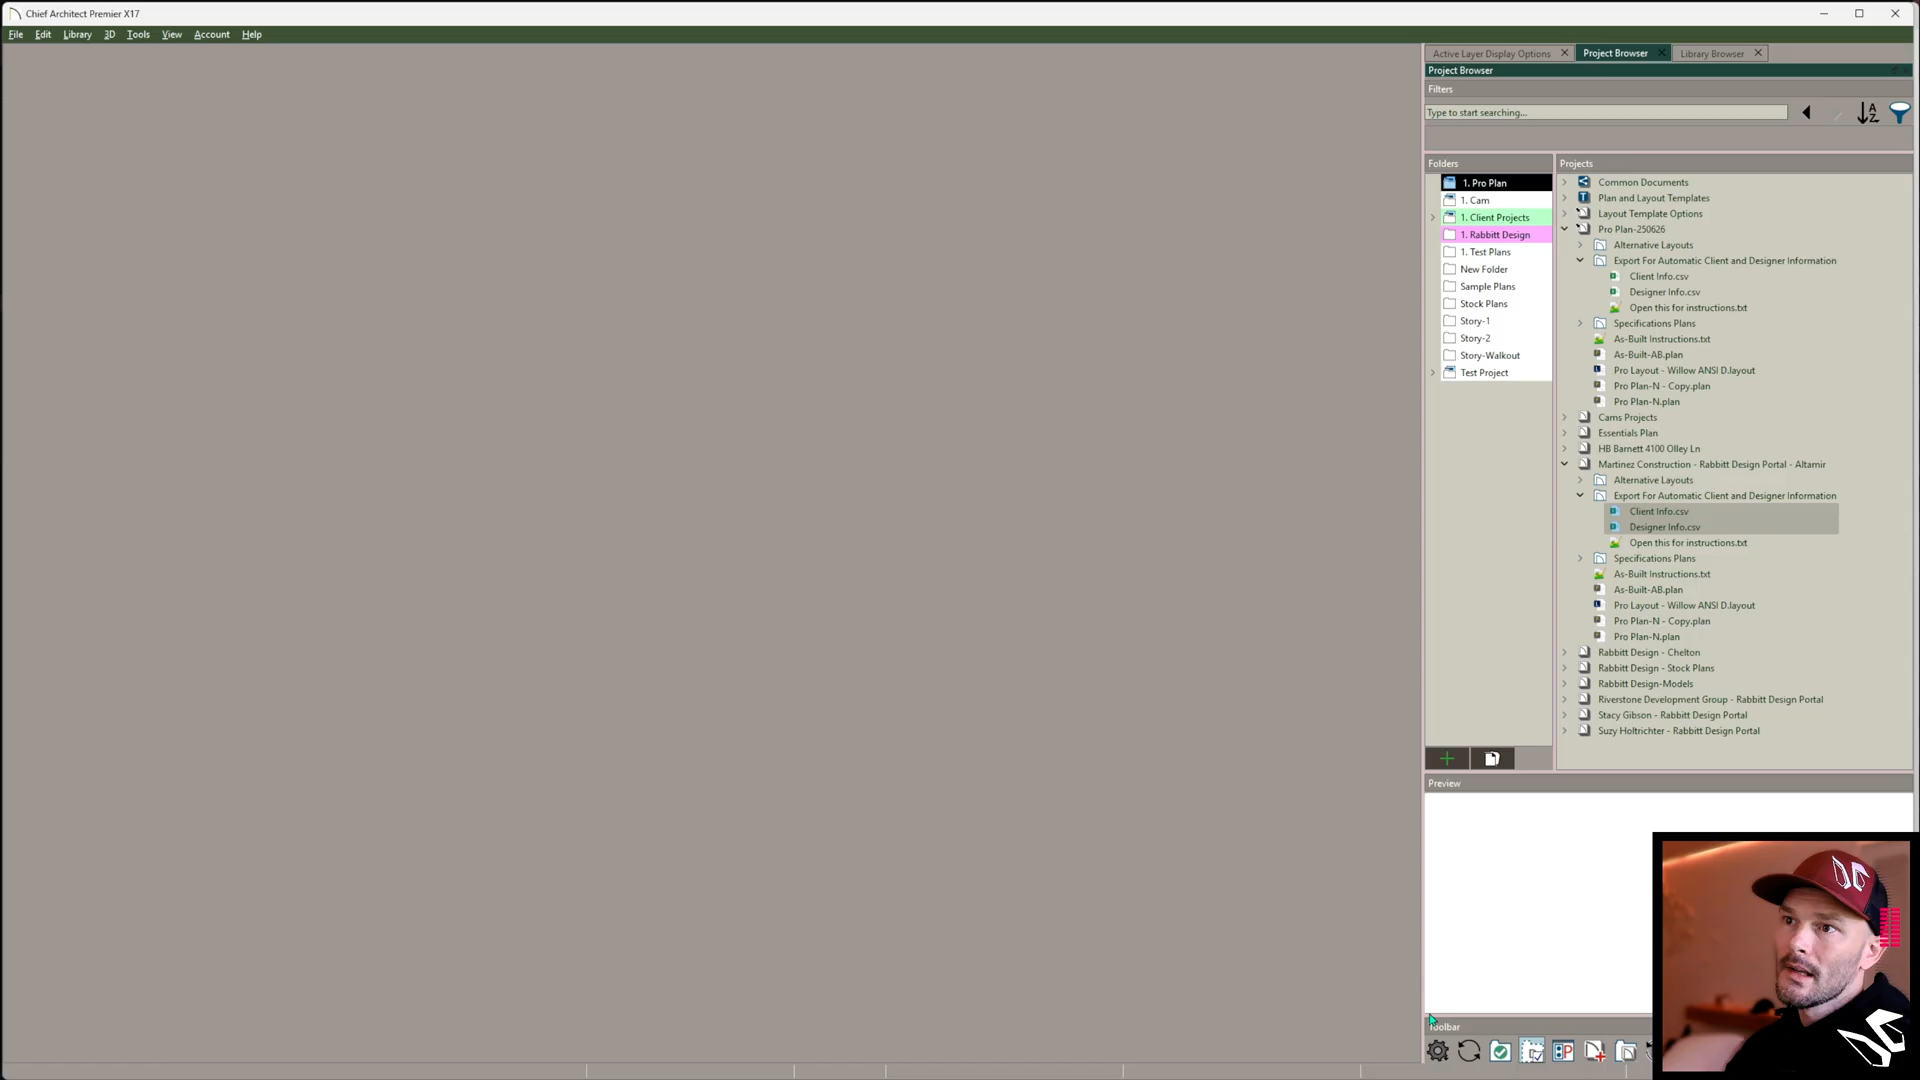 Chief Architect Premier X17
File Edit Library 3D Tools View Account Help
Active Layer Display Options Project Browser Library Browser
Project Browser
Filters
Type to start searching...
Folders
1. Pro Plan
1. Cam
1. Client Projects
1. Rabbitt Design
1. Test Plans
New Folder
Sample Plans
Stock Plans
Story-1
Story-2
Story-Walkout
Test Project
Projects
Common Documents
Plan and Layout Templates
Layout Template Options
Pro Plan-250626
Alternative Layouts
Export For Automatic Client and Designer Information
Client Info.csv
Designer Info.csv
Open this for instructions.txt
Specifications Plans
As-Built Instructions.txt
As-Built-AB.plan
Pro Layout - Willow ANSI D.layout
Pro Plan-N - Copy.plan
Pro Plan-N.plan
Cams Projects
Essentials Plan
HB Barnett 4100 Olley Ln
Martinez Construction - Rabbitt Design Portal - Altamir
Alternative Layouts
Export For Automatic Client and Designer Information
Client Info.csv
Designer Info.csv
Open this for instructions.txt
Specifications Plans
As-Built Instructions.txt
As-Built-AB.plan
Pro Layout - Willow ANSI D.layout
Pro Plan-N - Copy.plan
Pro Plan-N.plan
Rabbitt Design - Chelton
Rabbitt Design - Stock Plans
Rabbitt Design-Models
Riverstone Development Group - Rabbitt Design Portal
Stacy Gibson - Rabbitt Design Portal
Suzy Holtrichter - Rabbitt Design Portal
Preview
Toolbar